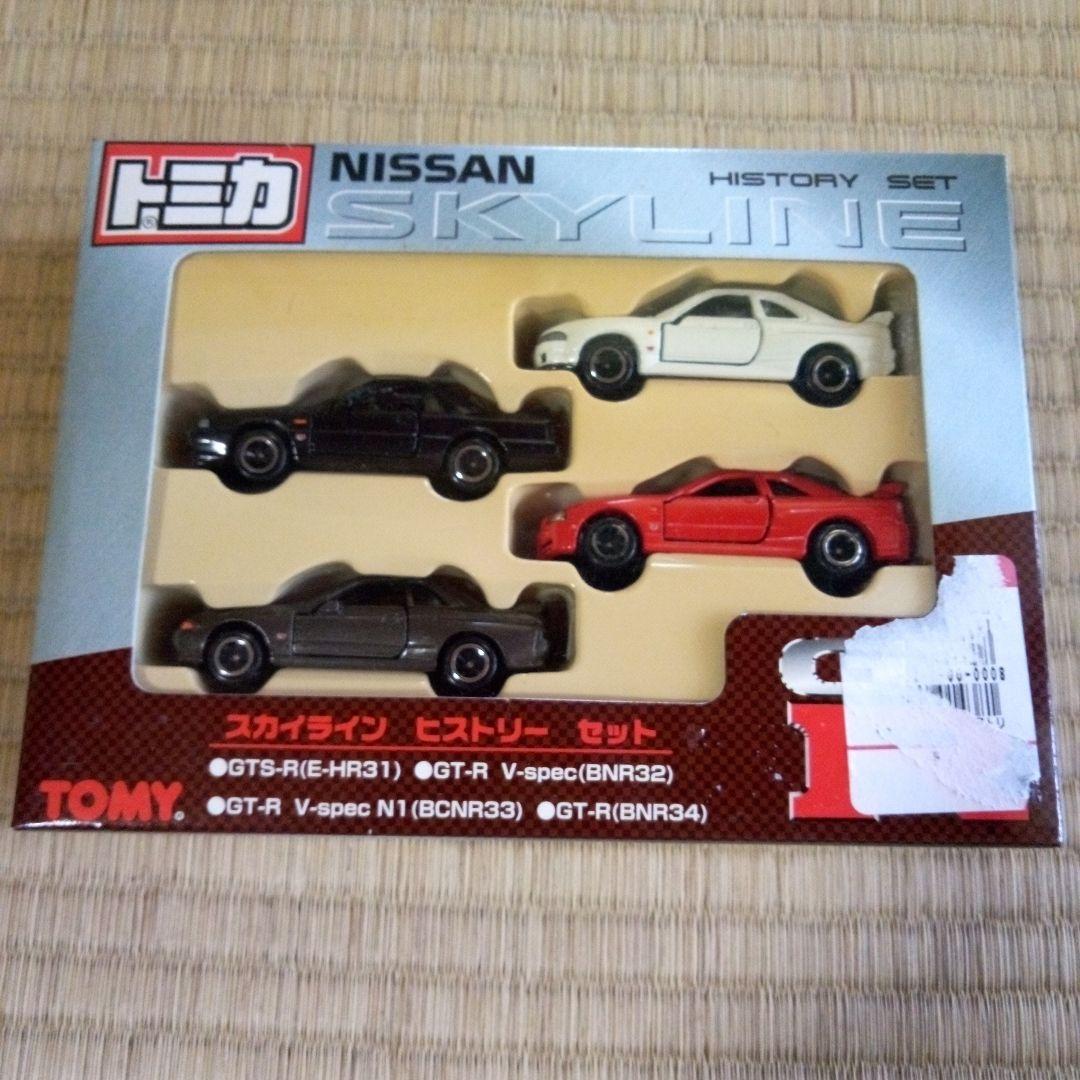 トミカ®
NISSAN
HISTORY SET
SKYLINE
スカイライン ヒストリー セット
●GTS-R(E-HR31) ●GT-R V-spec(BNR32)
●GT-R V-spec N1(BCNR33) ●GT-R(BNR34)
TOMY®